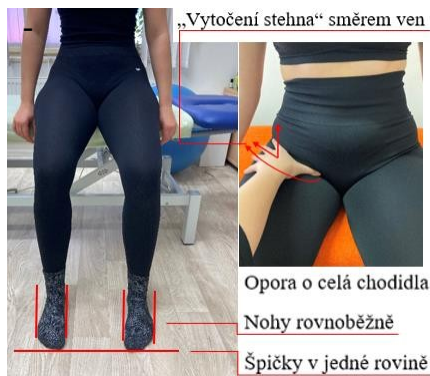 „Vytočení stehna“ směrem ven
Opora o celá chodidla
Nohy rovnoběžně
Špičky v jedné rovině